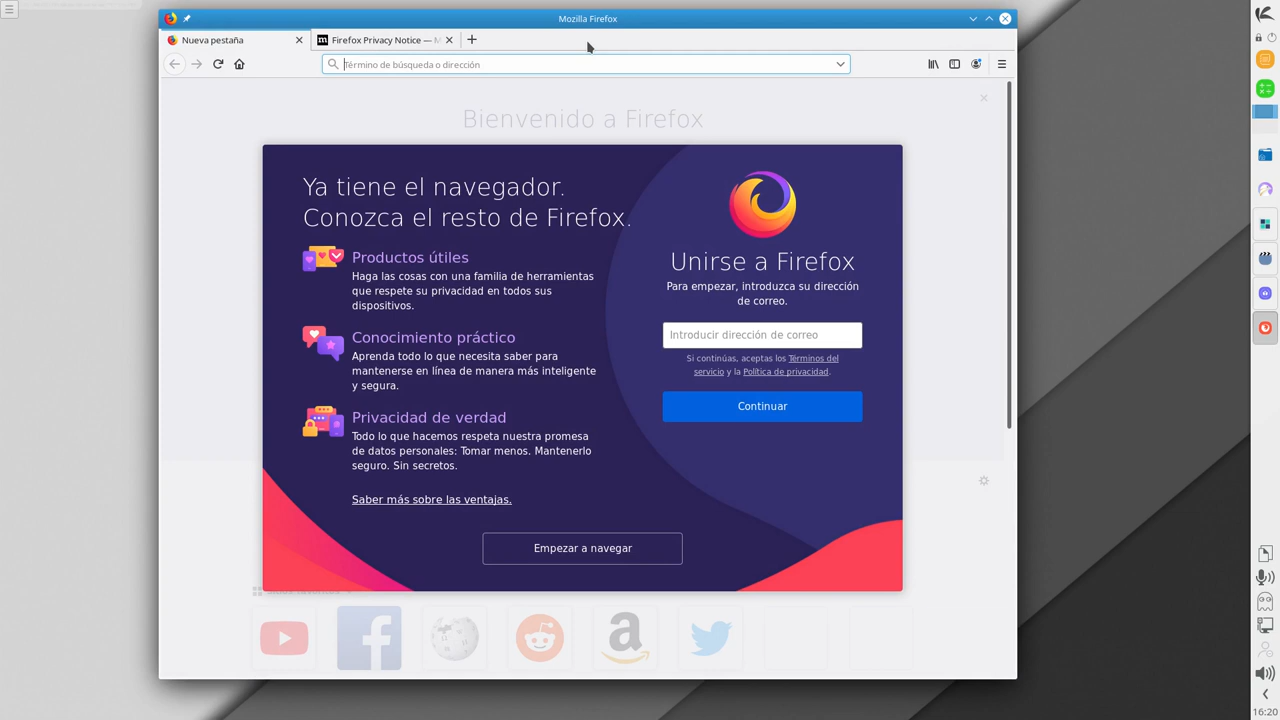 Mozilla Firefox
Nueva pestaña
Firefox Privacy Notice — M
Término de búsqueda o dirección
Bienvenido a Firefox
Ya tiene el navegador.
Conozca el resto de Firefox.
Productos útiles
Haga las cosas con una familia de herramientas
que respete su privacidad en todos sus
dispositivos.
Conocimiento práctico
Aprenda todo lo que necesita saber para
mantenerse en línea de manera más inteligente
y segura.
Privacidad de verdad
Todo lo que hacemos respeta nuestra promesa
de datos personales: Tomar menos. Mantenerlo
seguro. Sin secretos.
Saber más sobre las ventajas.
Unirse a Firefox
Para empezar, introduzca su dirección
de correo.
Introducir dirección de correo
Si continúas, aceptas los Términos del
servicio y la Política de privacidad.
Continuar
Empezar a navegar
16:20